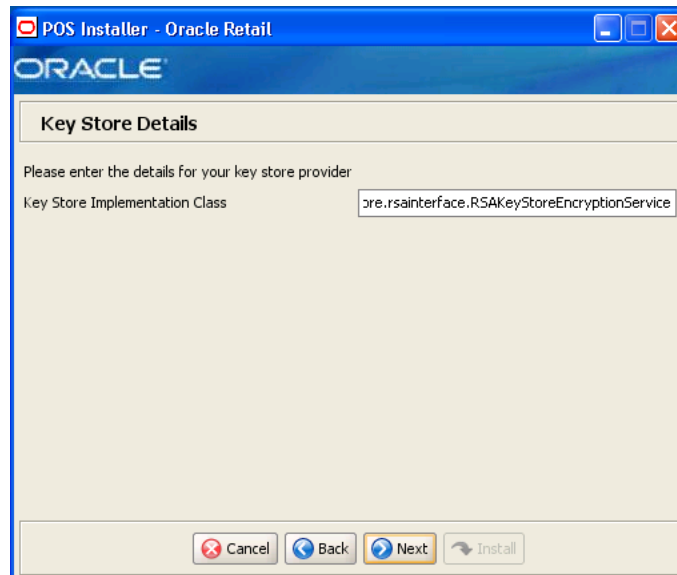 POS Installer - Oracle Retail
ORACLE
Key Store Details
Please enter the details for your key store provider
Key Store Implementation Class
ore.rsainterface.RSAKeyStoreEncryptionService
Cancel
Back
Next
Install